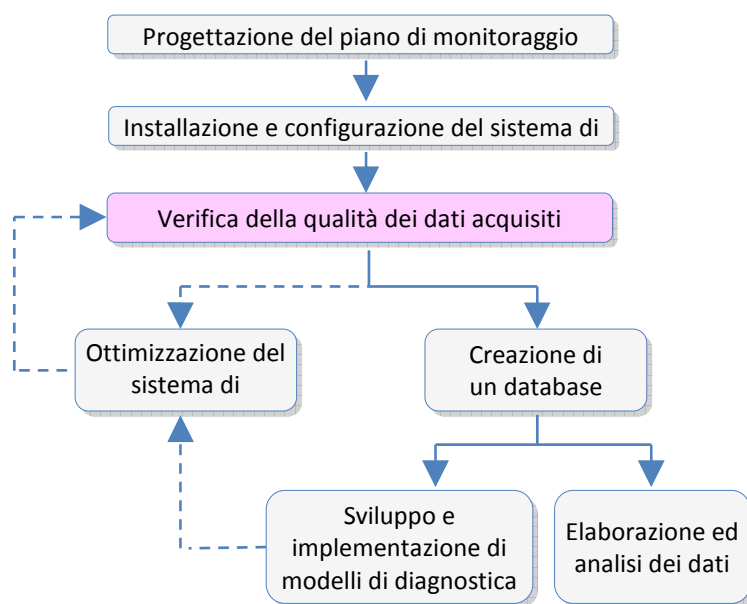 Progettazione del piano di monitoraggio
Installazione e configurazione del sistema di
Verifica della qualità dei dati acquisiti
Ottimizzazione del
sistema di
Creazione di
un database
Sviluppo e
implementazione di
modelli di diagnostica
Elaborazione ed
analisi dei dati